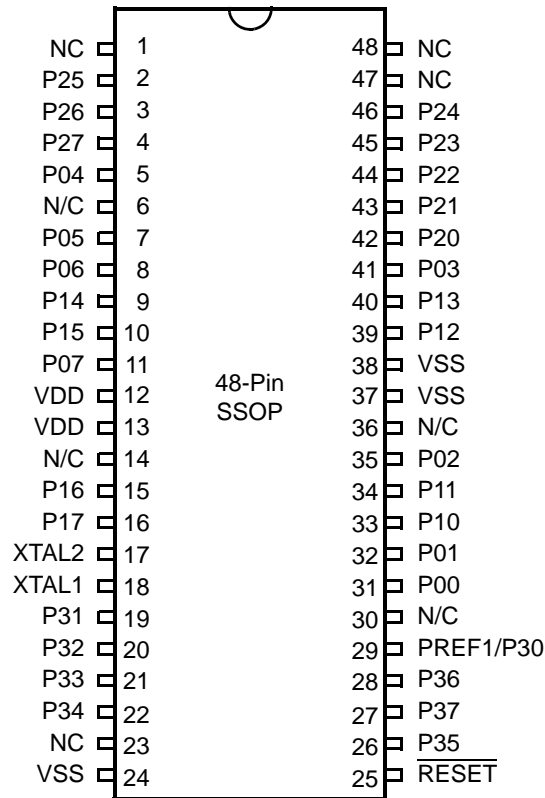 NC 1 48 NC
P25 2 47 NC
P26 3 46 P24
P27 4 45 P23
P04 5 44 P22
N/C 6 43 P21
P05 7 42 P20
P06 8 41 P03
P14 9 40 P13
P15 10 39 P12
P07 11 38 VSS
VDD 12 48-Pin 37 VSS
VDD 13 SSOP 36 N/C
N/C 14 35 P02
P16 15 34 P11
P17 16 33 P10
XTAL2 17 32 P01
XTAL1 18 31 P00
P31 19 30 N/C
P32 20 29 PREF1/P30
P33 21 28 P36
P34 22 27 P37
NC 23 26 P35
VSS 24 25 RESET